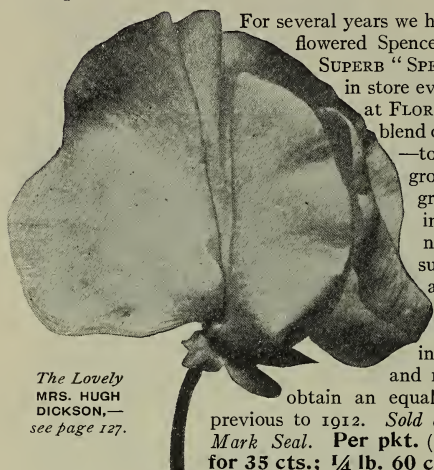 For several years we h
flowered Spence
SUPERB "SPE
in store ev
at FLOR
blend o
—to
gro
gr
in
n
su
a
in
and
obtain an equal
previous to 1912. Sold
Mark Seal. Per pkt. (
for 35 cts.; ¼ lb. 60 c
The Lovely
MRS. HUGH
DICKSON,—
see page 127.